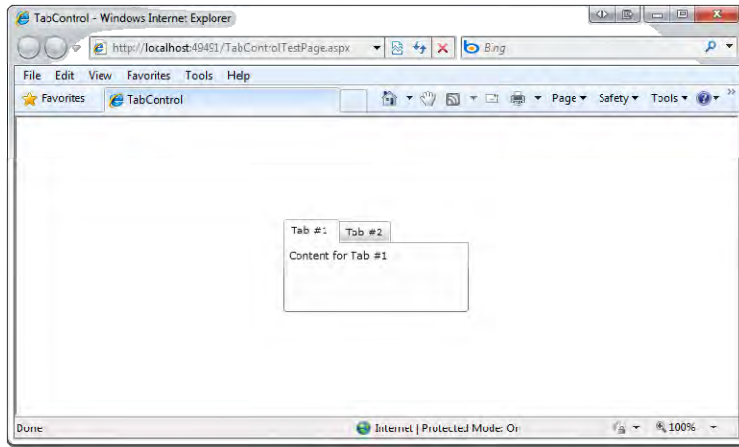 TabControl - Windows Internet Explorer
http://localhost:49491/TabControlTestPage.aspx
Bing
File Edit View Favorites Tools Help
Favorites
TabControl
Page Safety Tools
Tab #1
Tab #2
Content for Tab #1
Done
Internet | Protected Mode: On
100%